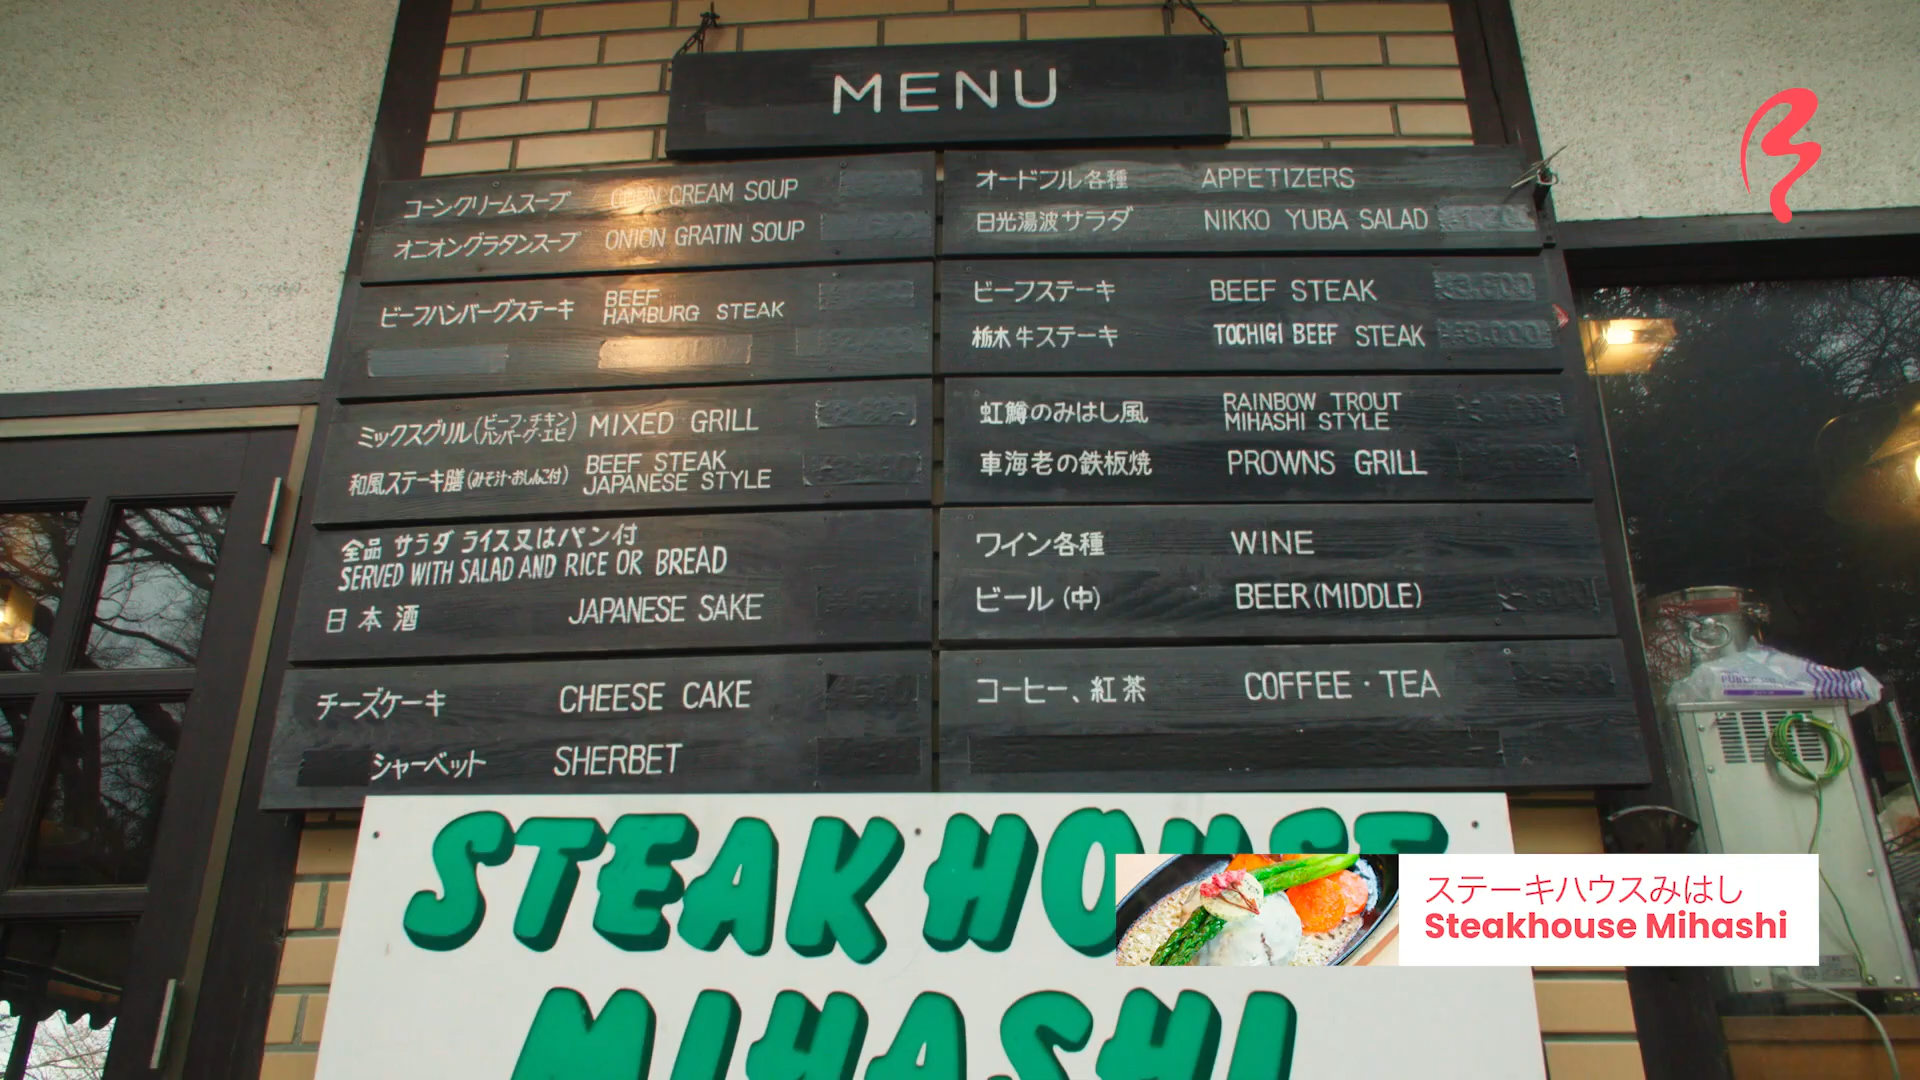 MENU
コーンクリームスープ CORN CREAM SOUP
オニオングラタンスープ ONION GRATIN SOUP
ビーフハンバーグステーキ BEEF HAMBURG STEAK
ミックスグリル(ビーフ・チキン ハンバーグ・エビ) MIXED GRILL
和風ステーキ膳(みそ汁・おしんこ付) BEEF STEAK JAPANESE STYLE
全品 サラダ ライス又はパン付
SERVED WITH SALAD AND RICE OR BREAD
日本酒 JAPANESE SAKE
チーズケーキ CHEESE CAKE
シャーベット SHERBET
オードブル各種 APPETIZERS
日光湯波サラダ NIKKO YUBA SALAD
ビーフステーキ BEEF STEAK
栃木牛ステーキ TOCHIGI BEEF STEAK
虹鱒のみはし風 RAINBOW TROUT MIHASHI STYLE
車海老の鉄板焼 PROWNS GRILL
ワイン各種 WINE
ビール(中) BEER(MIDDLE)
コーヒー、紅茶 COFFEE・TEA
STEAK HOUSE
MIHASHI
ステーキハウスみはし
Steakhouse Mihashi